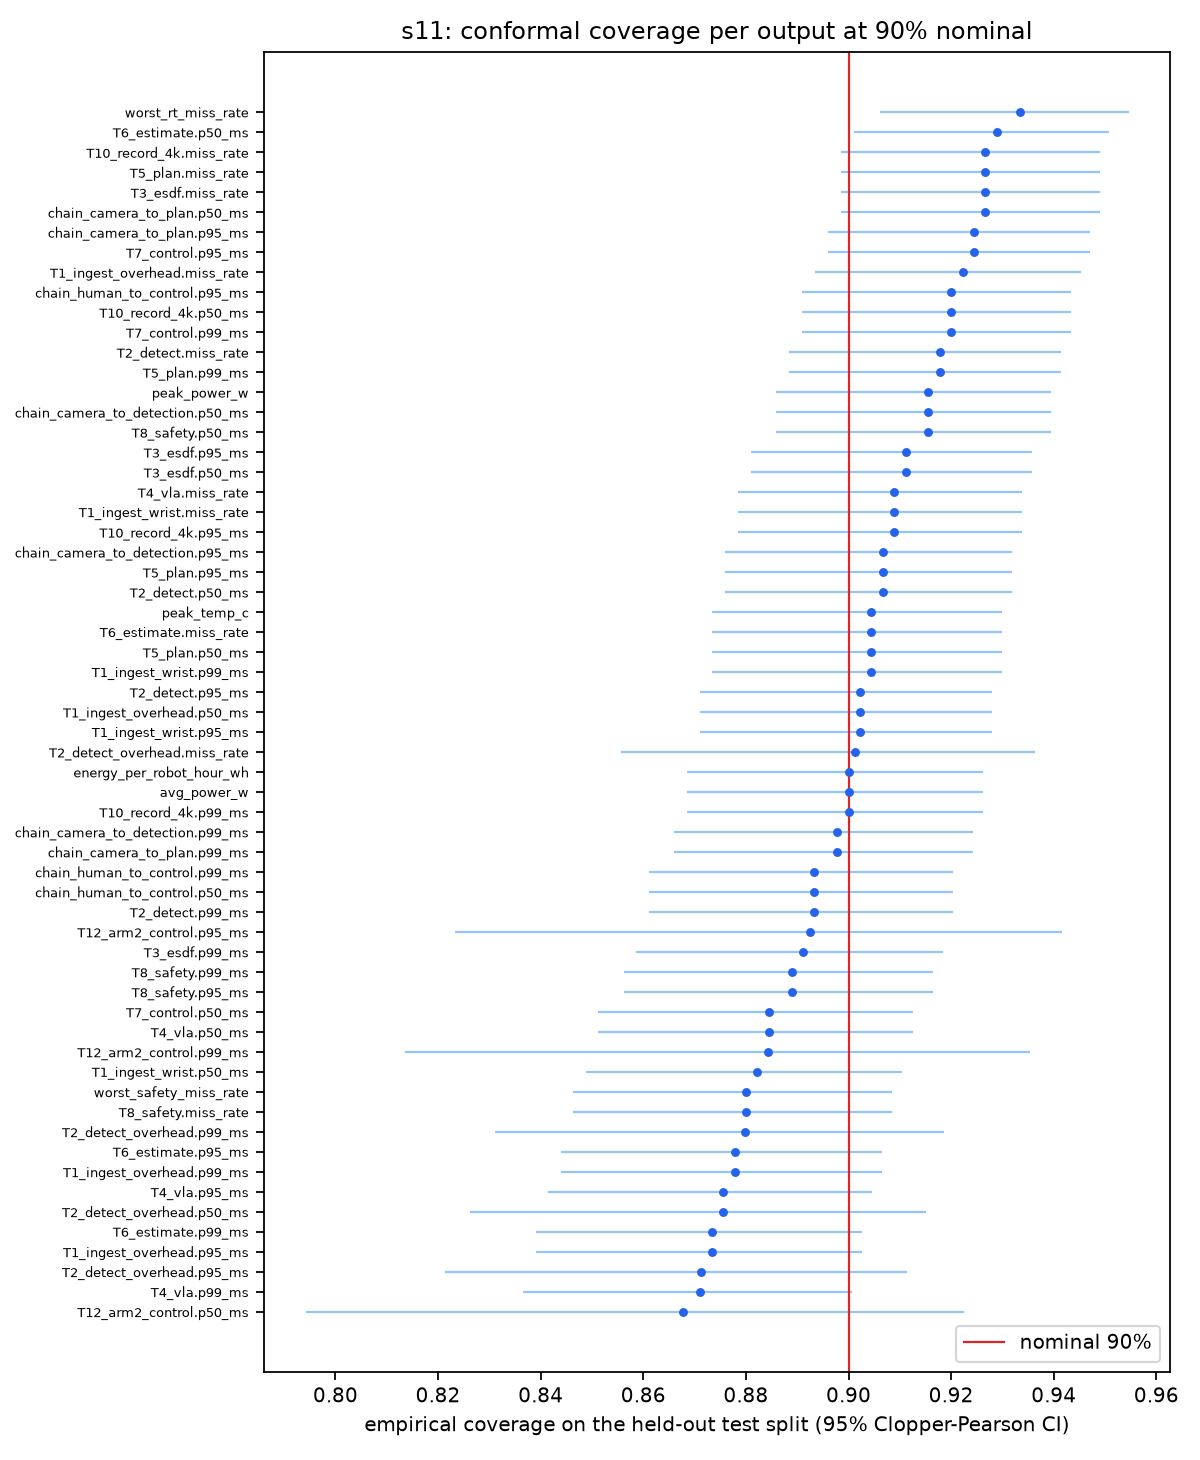 s11: conformal coverage per output at 90% nominal
worst_rt_miss_rate
T6_estimate.p50_ms
T10_record_4k.miss_rate
T5_plan.miss_rate
T3_esdf.miss_rate
chain_camera_to_plan.p50_ms
chain_camera_to_plan.p95_ms
T7_control.p95_ms
T1_ingest_overhead.miss_rate
chain_human_to_control.p95_ms
T10_record_4k.p50_ms
T7_control.p99_ms
T2_detect.miss_rate
T5_plan.p99_ms
peak_power_w
chain_camera_to_detection.p50_ms
T8_safety.p50_ms
T3_esdf.p95_ms
T3_esdf.p50_ms
T4_vla.miss_rate
T1_ingest_wrist.miss_rate
T10_record_4k.p95_ms
chain_camera_to_detection.p95_ms
T5_plan.p95_ms
T2_detect.p50_ms
peak_temp_c
T6_estimate.miss_rate
T5_plan.p50_ms
T1_ingest_wrist.p99_ms
T2_detect.p95_ms
T1_ingest_overhead.p50_ms
T1_ingest_wrist.p95_ms
T2_detect_overhead.miss_rate
energy_per_robot_hour_wh
avg_power_w
T10_record_4k.p99_ms
chain_camera_to_detection.p99_ms
chain_camera_to_plan.p99_ms
chain_human_to_control.p99_ms
chain_human_to_control.p50_ms
T2_detect.p99_ms
T12_arm2_control.p95_ms
T3_esdf.p99_ms
T8_safety.p99_ms
T8_safety.p95_ms
T7_control.p50_ms
T4_vla.p50_ms
T12_arm2_control.p99_ms
T1_ingest_wrist.p50_ms
worst_safety_miss_rate
T8_safety.miss_rate
T2_detect_overhead.p99_ms
T6_estimate.p95_ms
T1_ingest_overhead.p99_ms
T4_vla.p95_ms
T2_detect_overhead.p50_ms
T6_estimate.p99_ms
T1_ingest_overhead.p95_ms
T2_detect_overhead.p95_ms
T4_vla.p99_ms
T12_arm2_control.p50_ms
nominal 90%
0.80 0.82 0.84 0.86 0.88 0.90 0.92 0.94 0.96
empirical coverage on the held-out test split (95% Clopper-Pearson CI)